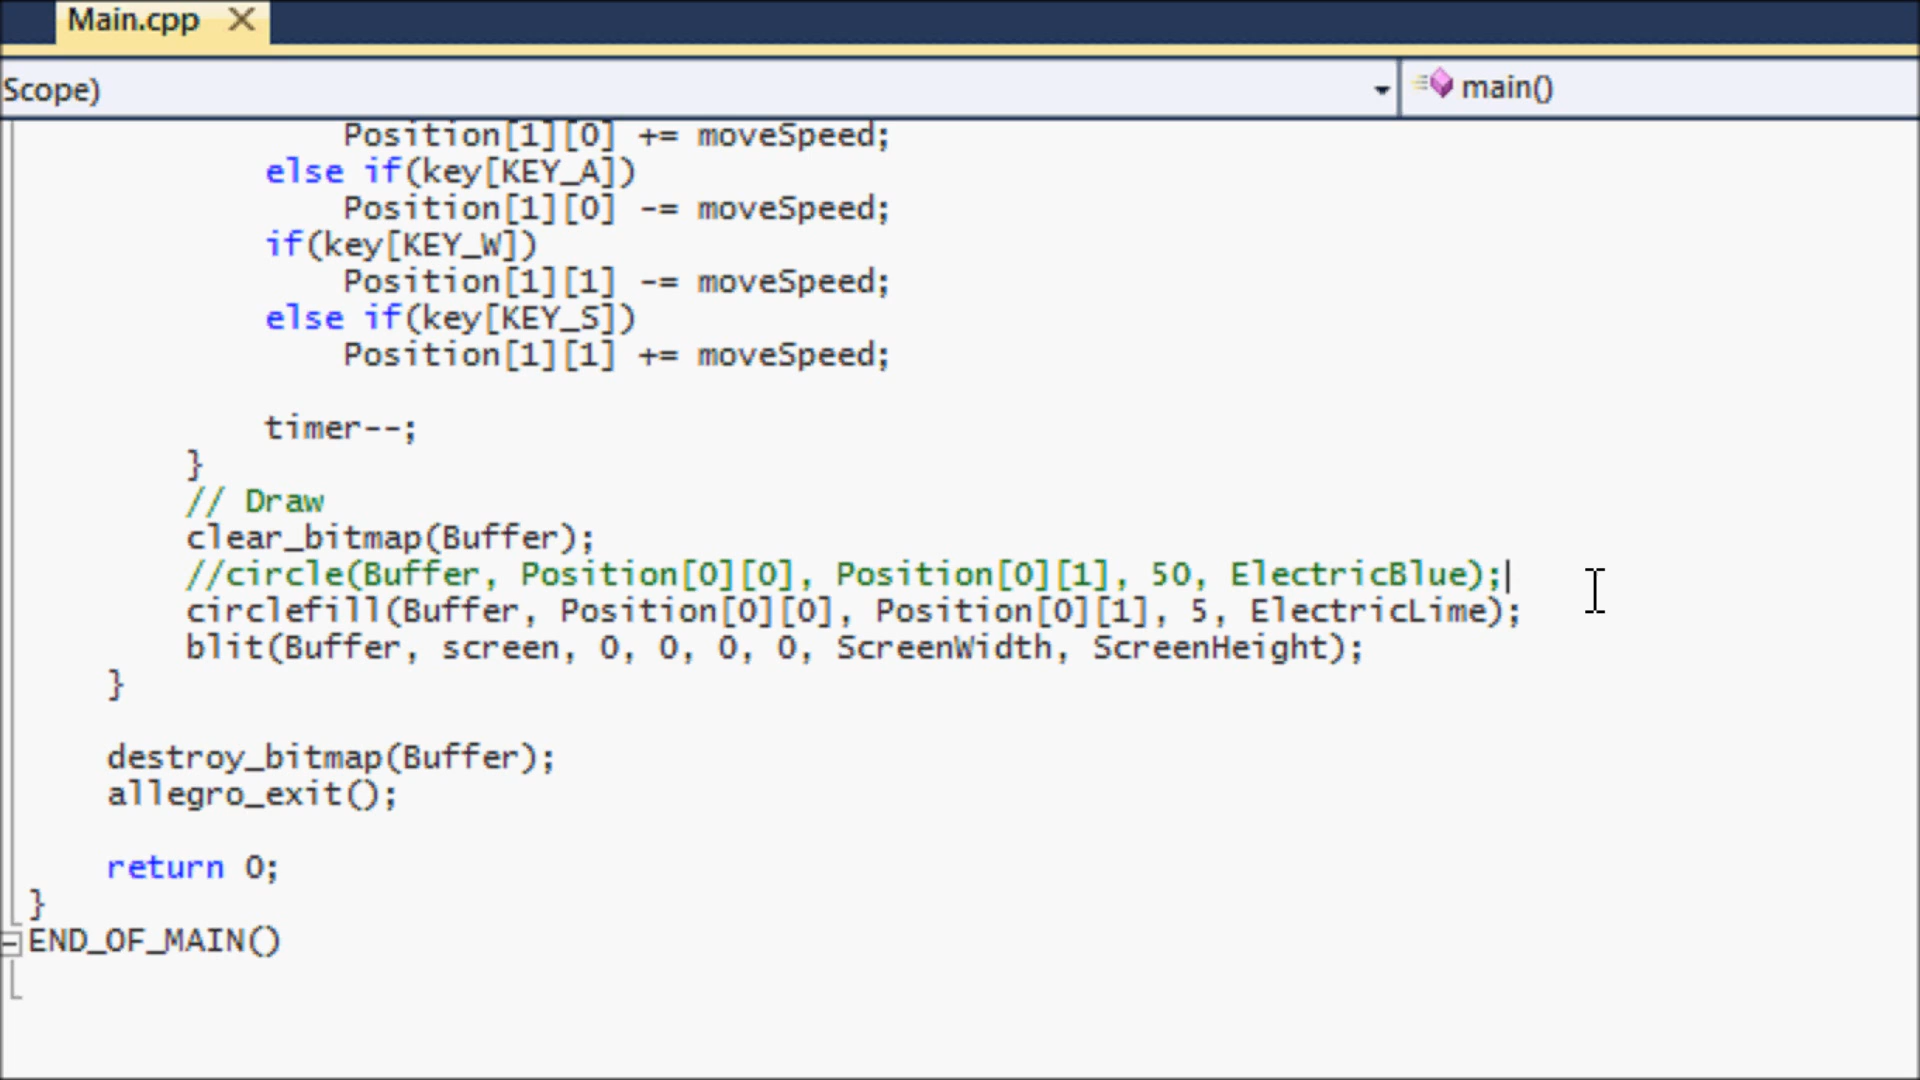 Main.cpp
Scope) main()
Position[1][0] += moveSpeed;
else if(key[KEY_A])
Position[1][0] -= moveSpeed;
if(key[KEY_W])
Position[1][1] -= moveSpeed;
else if(key[KEY_S])
Position[1][1] += moveSpeed;
timer--;
}
// Draw
clear_bitmap(Buffer);
//circle(Buffer, Position[0][0], Position[0][1], 50, ElectricBlue);
circlefill(Buffer, Position[0][0], Position[0][1], 5, ElectricLime);
blit(Buffer, screen, 0, 0, 0, 0, ScreenWidth, ScreenHeight);
}
destroy_bitmap(Buffer);
allegro_exit();
return 0;
}
END_OF_MAIN()